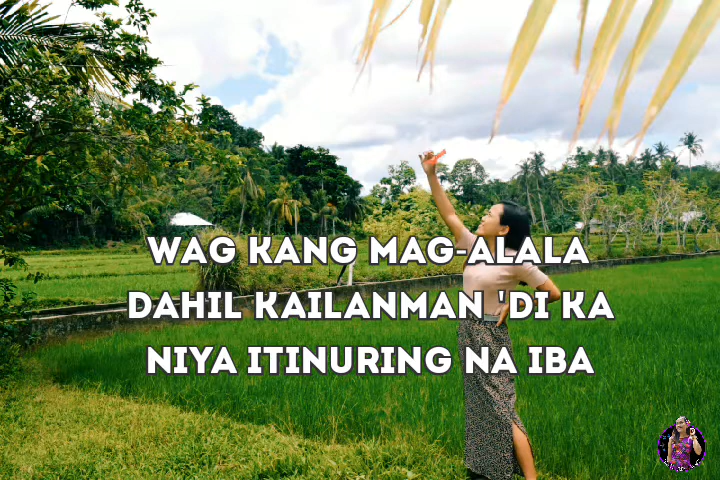 WAG KANG MAG-ALALA
DAHIL KAILANMAN 'DI KA
NIYA ITINURING NA IBA